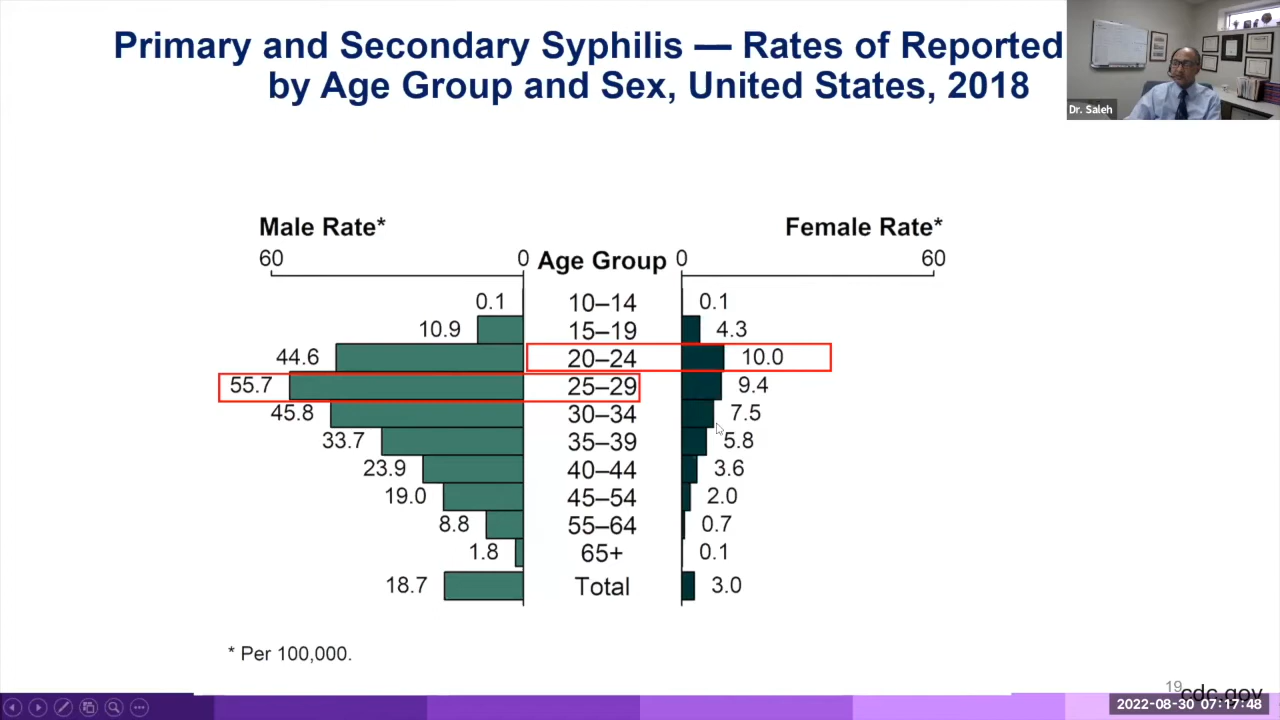 Primary and Secondary Syphilis — Rates of Reported
by Age Group and Sex, United States, 2018
Dr. Saleh
Male Rate*
Female Rate*
60 0 Age Group 0 60
0.1 10–14 0.1
10.9 15–19 4.3
44.6 20–24 10.0
55.7 25–29 9.4
45.8 30–34 7.5
33.7 35–39 5.8
23.9 40–44 3.6
19.0 45–54 2.0
8.8 55–64 0.7
1.8 65+ 0.1
18.7 Total 3.0
* Per 100,000.
19
cdc.gov
2022-08-30 07:17:48